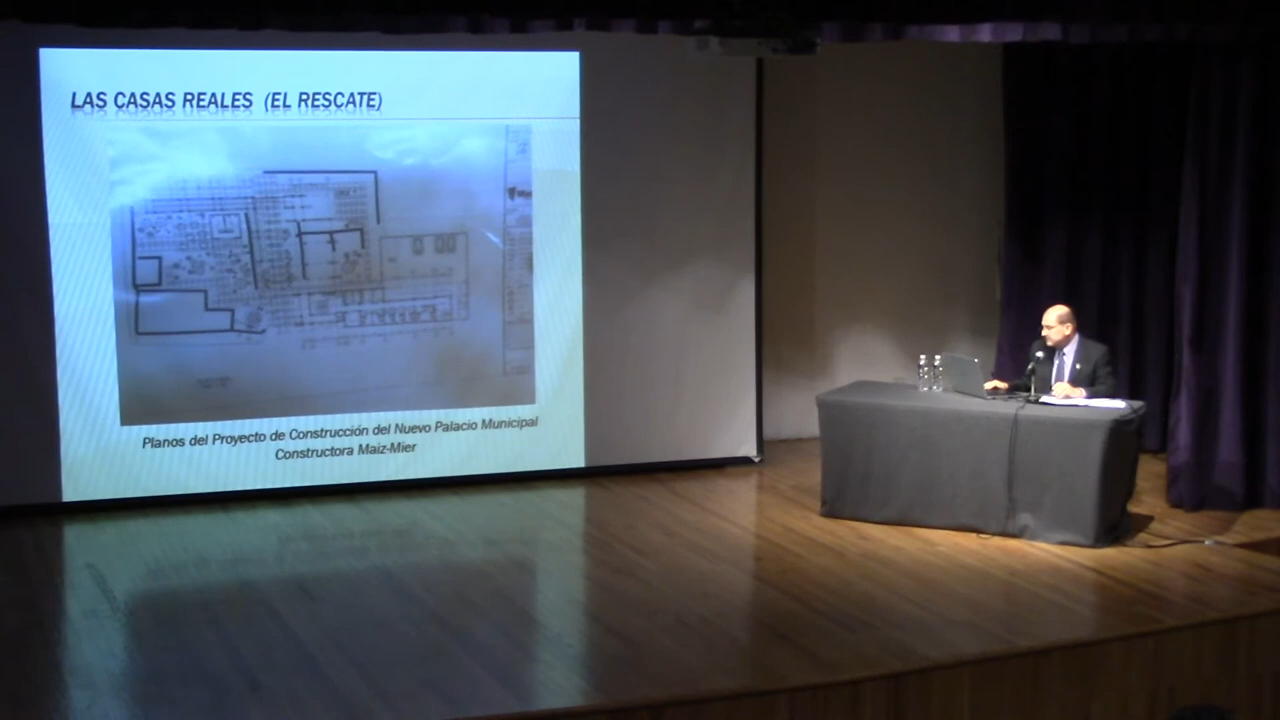 LAS CASAS REALES (EL RESCATE)
Planos del Proyecto de Construcción del Nuevo Palacio Municipal
Constructora Maiz-Mier